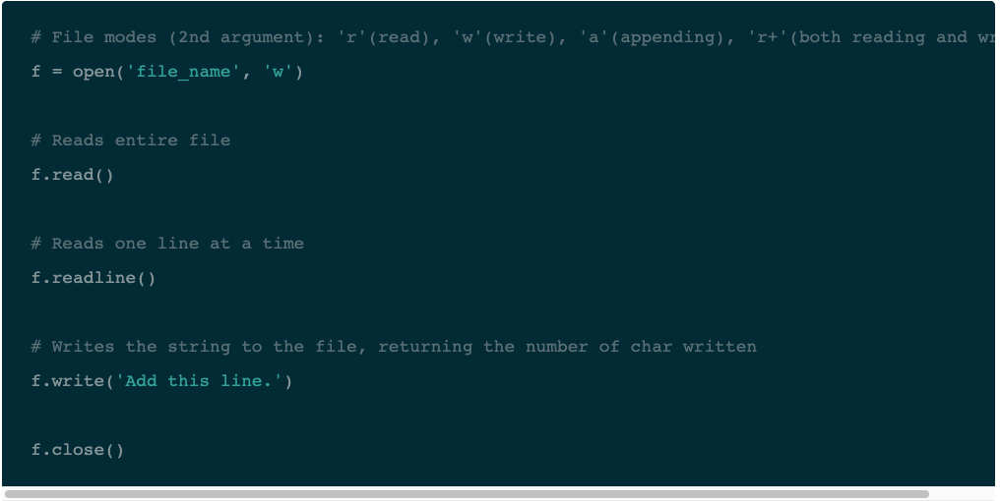 # File modes (2nd argument): 'r'(read), 'w'(write), 'a'(appending), 'r+'(both reading and
f = open('file_name', 'w')
# Reads entire file
f.read()
# Reads one line at a time
f.readline()
# Writes the string to the file, returning the number of char written
f.write('Add this line.')
f.close()